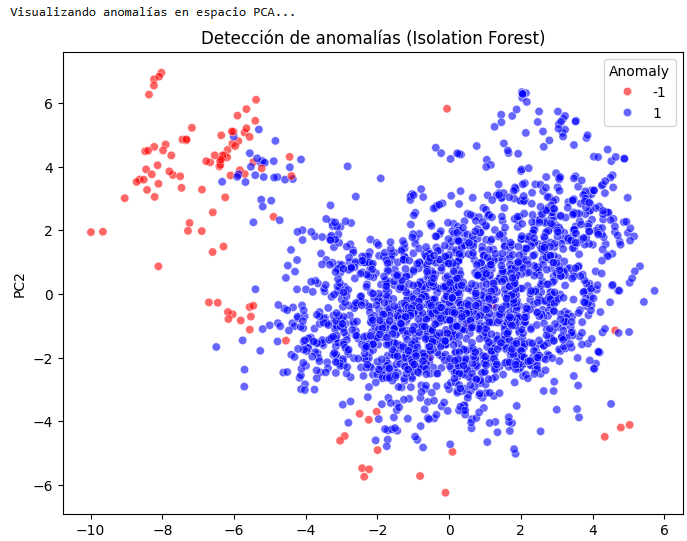 Visualizando anomalías en espacio PCA...
Detección de anomalías (Isolation Forest)
Anomaly
-1
1
6
4
2
0
−2
−4
−6
PC2
−10 −8 −6 −4 −2 0 2 4 6